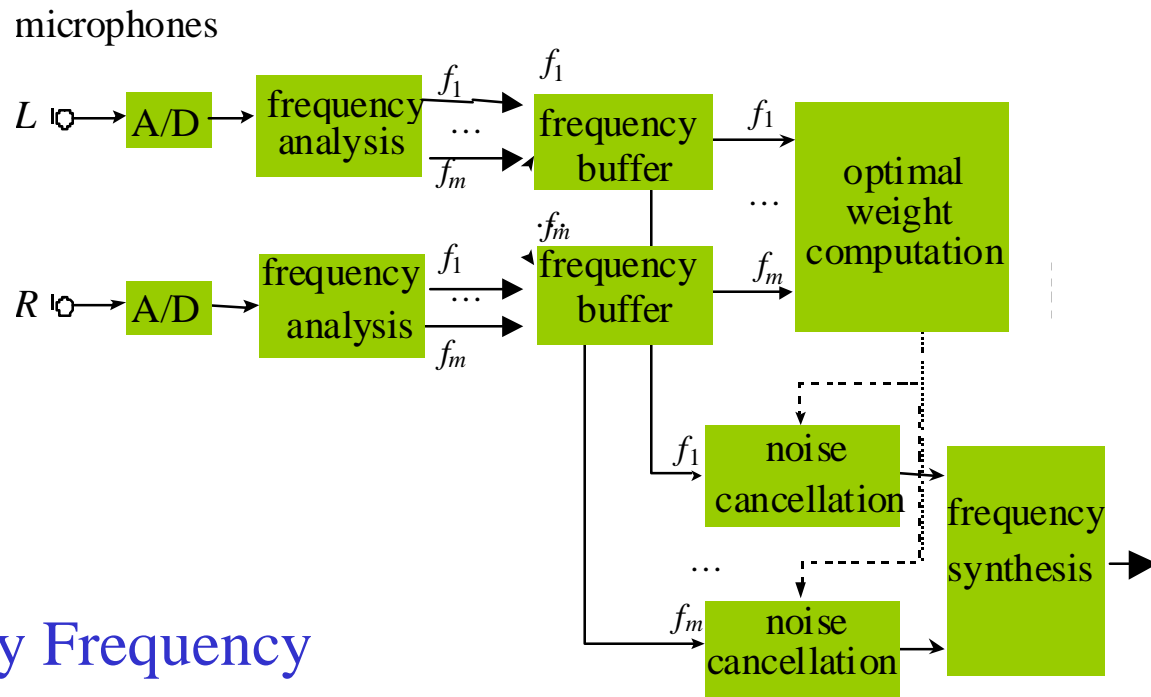 microphones
L
A/D
frequency
analysis
f1
...
fm
f1
frequency
buffer
f1
...
fm
optimal
weight
computation
R
A/D
frequency
analysis
f1
...
fm
...
fm
frequency
buffer
f1
noise
cancellation
...
fm
noise
cancellation
frequency
synthesis
y Frequency